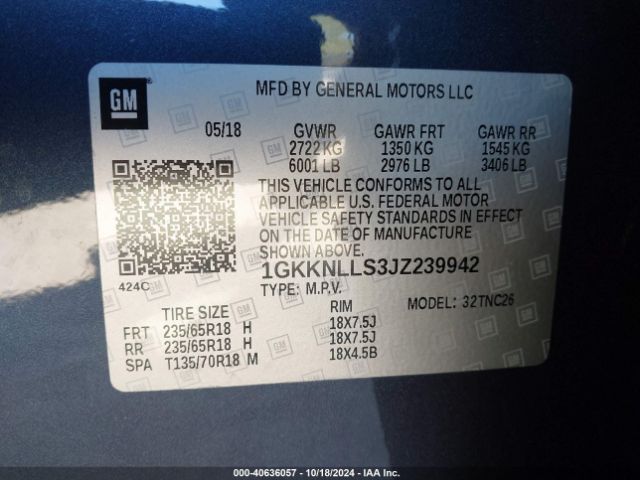 GM
MFD BY GENERAL MOTORS LLC
05/18 GVWR GAWR FRT GAWR RR
2722 KG 1350 KG 1545 KG
6001 LB 2976 LB 3406 LB
THIS VEHICLE CONFORMS TO ALL
APPLICABLE U.S. FEDERAL MOTOR
VEHICLE SAFETY STANDARDS IN EFFECT
ON THE DATE OF MANUFACTURE
SHOWN ABOVE.
1GKKNLLS3JZ239942
424C
TYPE: M.P.V. MODEL: 32TNC26
TIRE SIZE RIM
FRT 235/65R18 H 18X7.5J
RR 235/65R18 H 18X7.5J
SPA T135/70R18 M 18X4.5B
000-40636057 - 10/18/2024 - IAA Inc.